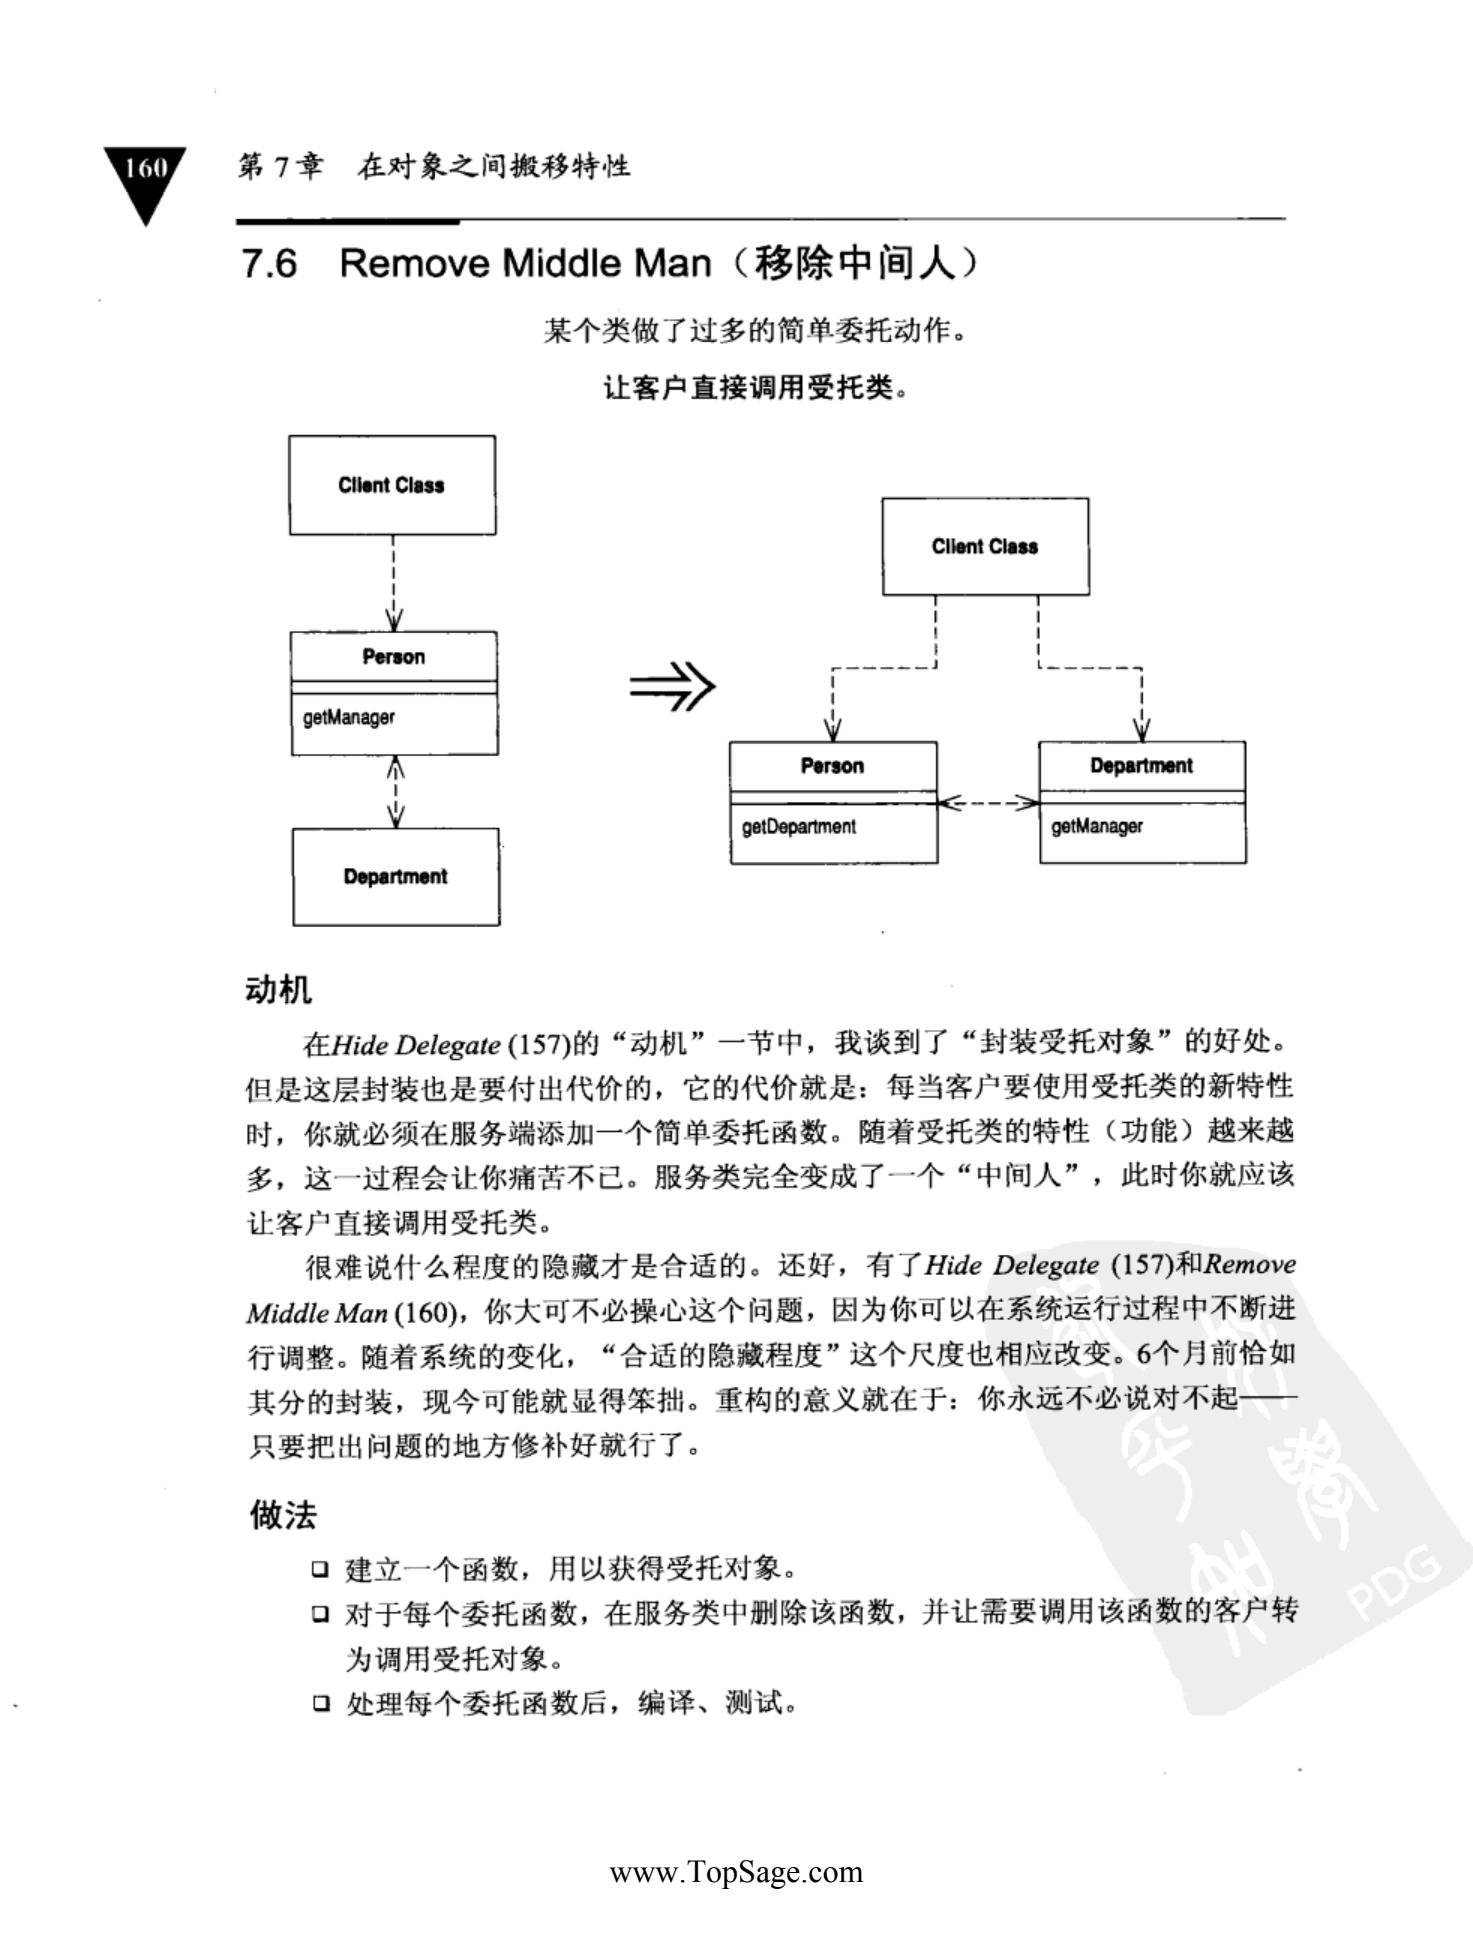 160
第 7 章 在对象之间搬移特性
7.6 Remove Middle Man（移除中间人）
某个类做了过多的简单委托动作。
让客户直接调用受托类。
Client Class
Person
getManager
Department
Client Class
Person
getDepartment
Department
getManager
动机
在Hide Delegate (157)的“动机”一节中，我谈到了“封装受托对象”的好处。
但是这层封装也是要付出代价的，它的代价就是：每当客户要使用受托类的新特性
时，你就必须在服务端添加一个简单委托函数。随着受托类的特性（功能）越来越
多，这一过程会让你痛苦不已。服务类完全变成了一个“中间人”，此时你就应该
让客户直接调用受托类。
很难说什么程度的隐藏才是合适的。还好，有了Hide Delegate (157)和Remove
Middle Man (160)，你大可不必操心这个问题，因为你可以在系统运行过程中不断进
行调整。随着系统的变化，“合适的隐藏程度”这个尺度也相应改变。6个月前恰如
其分的封装，现今可能就显得笨拙。重构的意义就在于：你永远不必说对不起——
只要把出问题的地方修补好就行了。
做法
❑ 建立一个函数，用以获得受托对象。
❑ 对于每个委托函数，在服务类中删除该函数，并让需要调用该函数的客户转
为调用受托对象。
❑ 处理每个委托函数后，编译、测试。
PDG
www.TopSage.com